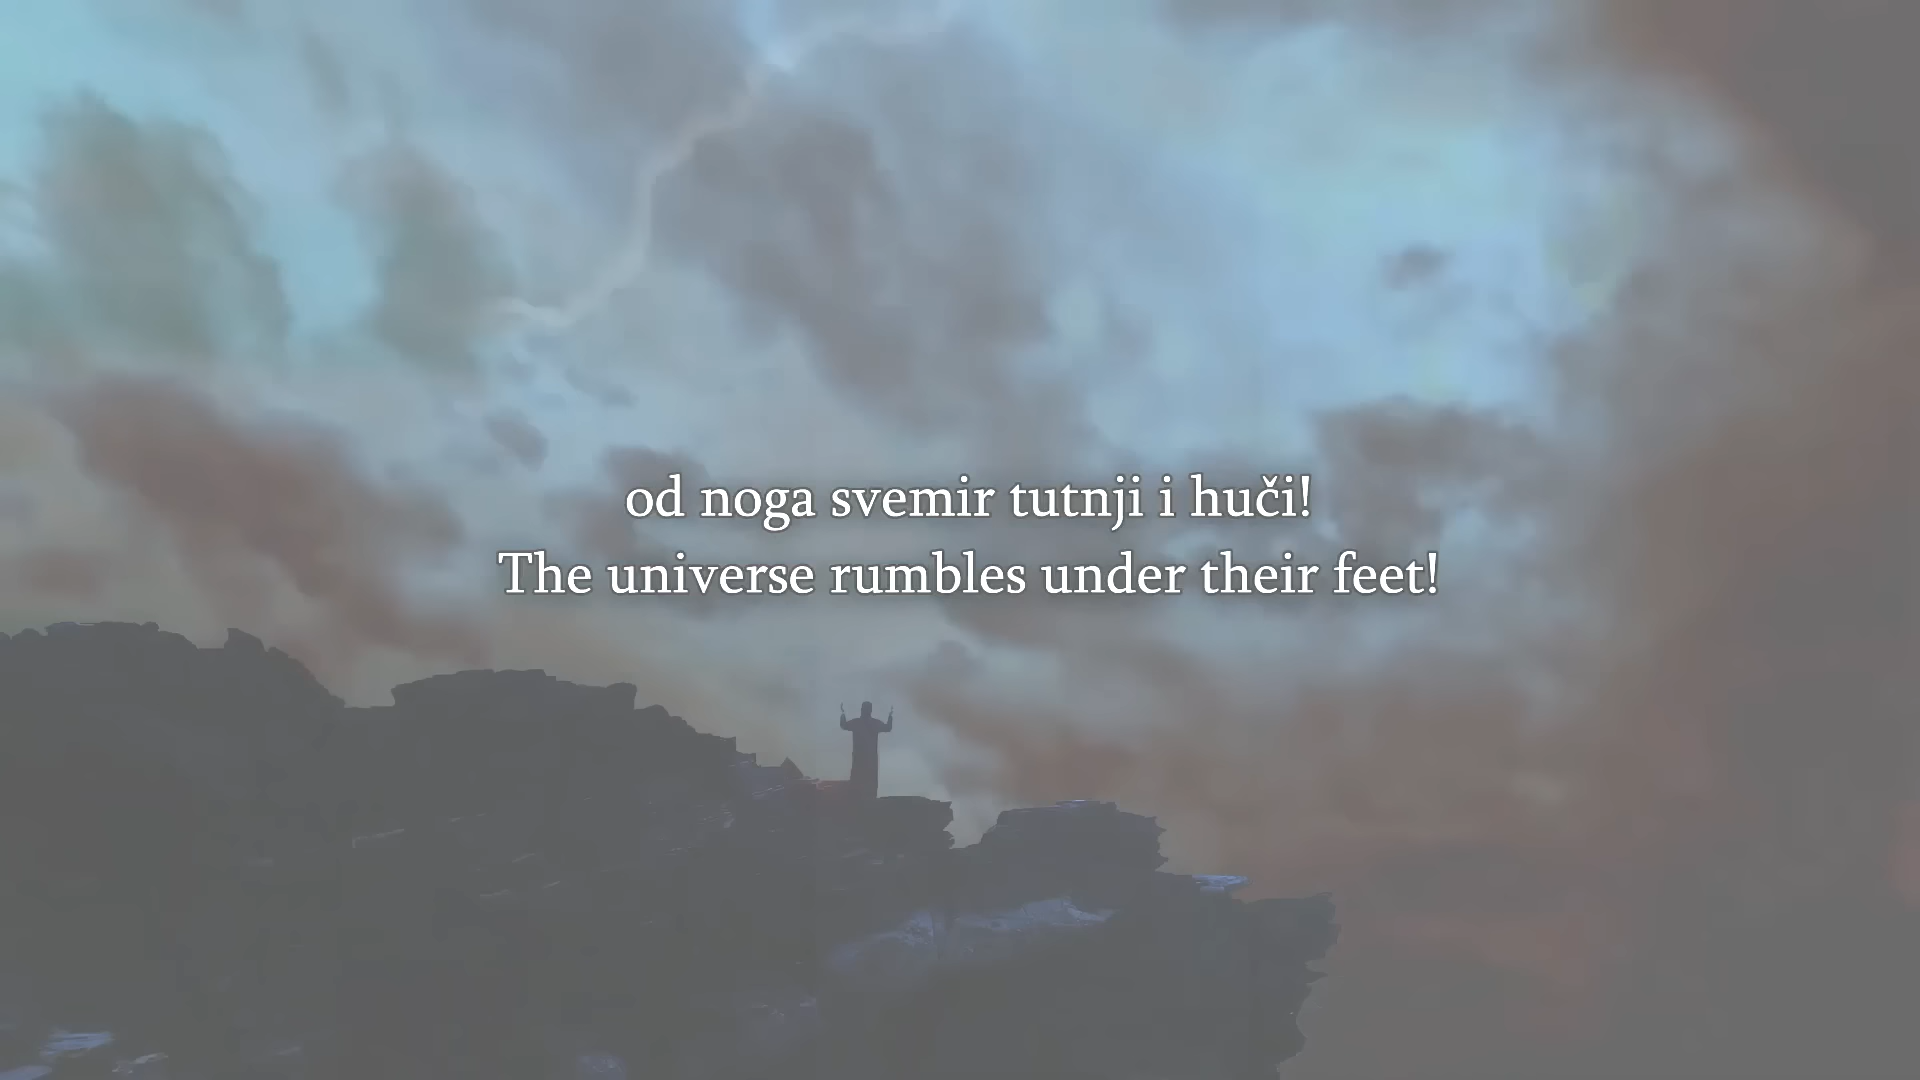 od noga svemir tutnji i huči!
The universe rumbles under their feet!